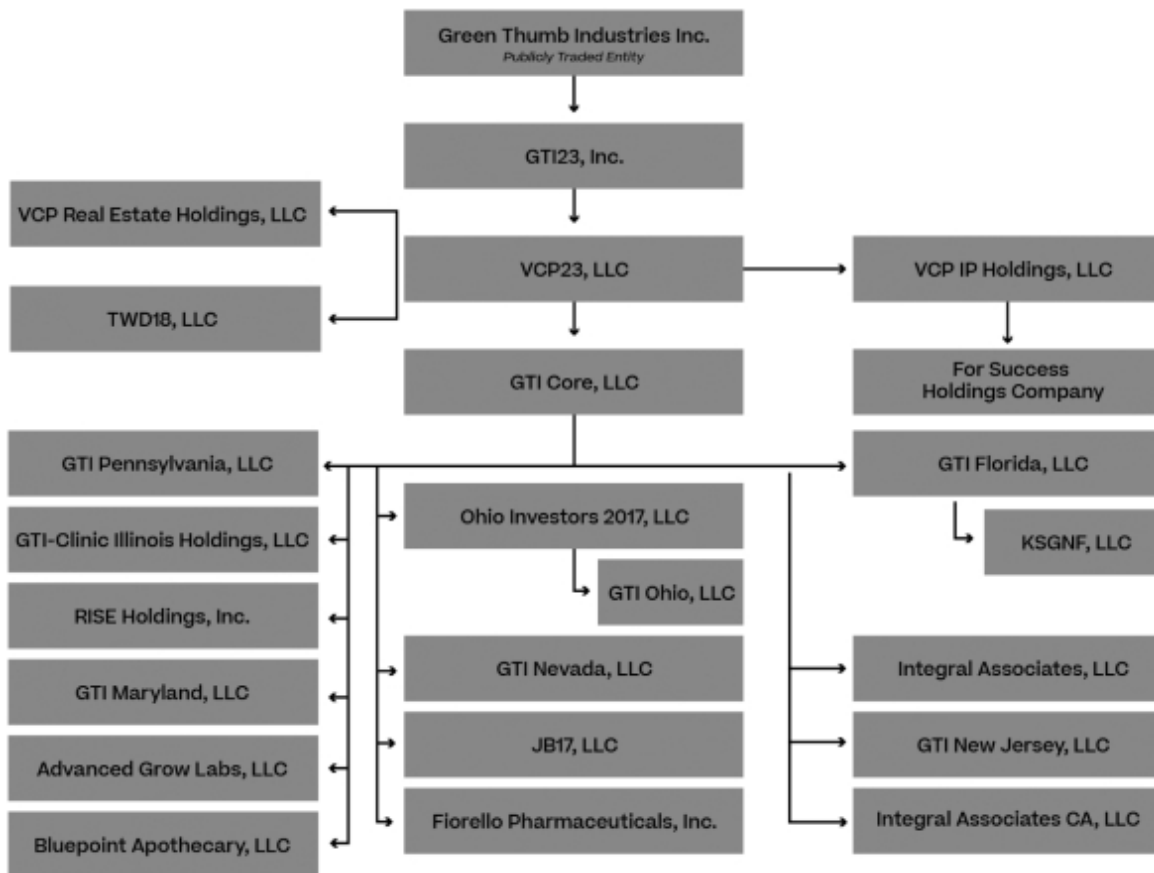 Green Thumb Industries Inc.
Publicly Traded Entity
GTI23, Inc.
VCP Real Estate Holdings, LLC
VCP23, LLC
VCP IP Holdings, LLC
TWD18, LLC
GTI Core, LLC
For Success
Holdings Company
GTI Pennsylvania, LLC
GTI Florida, LLC
Ohio Investors 2017, LLC
GTI-Clinic Illinois Holdings, LLC
KSGNF, LLC
GTI Ohio, LLC
RISE Holdings, Inc.
GTI Nevada, LLC
Integral Associates, LLC
GTI Maryland, LLC
JB17, LLC
GTI New Jersey, LLC
Advanced Grow Labs, LLC
Fiorello Pharmaceuticals, Inc.
Integral Associates CA, LLC
Bluepoint Apothecary, LLC